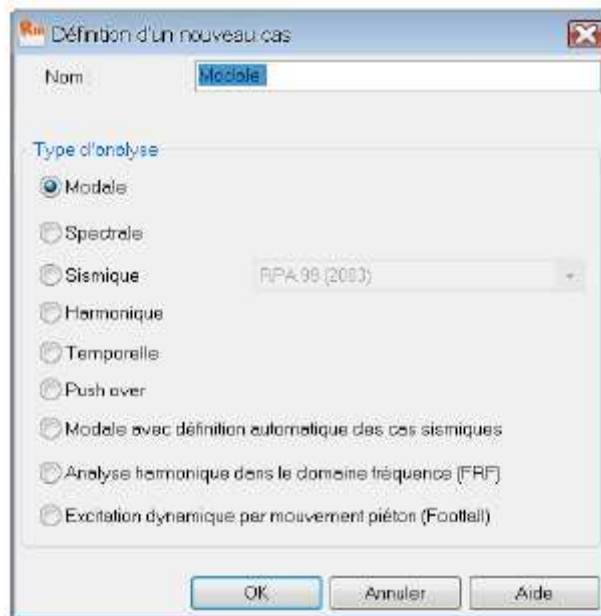 Définition d'un nouveau cas
Nom :
Modale
Type d'analyse
Modale
Spectrale
Sismique
RPA 99 (2003)
Harmonique
Temporelle
Push over
Modale avec définition automatique des cas sismiques
Analyse harmonique dans le domaine fréquence (FRF)
Excitation dynamique par mouvement piéton (Footfall)
OK Annuler Aide